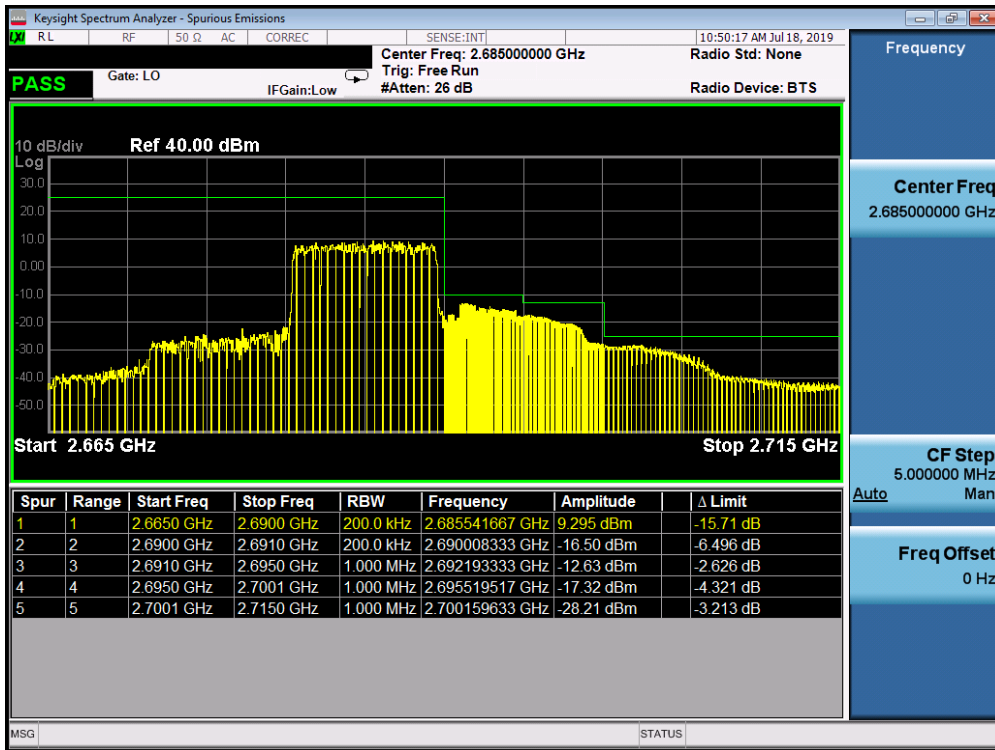 Keysight Spectrum Analyzer - Spurious Emissions
LXI RL RF 50 Ω AC CORREC SENSE:INT 10:50:17 AM Jul 18, 2019
Center Freq: 2.685000000 GHz Radio Std: None
PASS Gate: LO Trig: Free Run
IFGain:Low #Atten: 26 dB Radio Device: BTS
10 dB/div Ref 40.00 dBm
Log
30.0
20.0
10.0
0.00
-10.0
-20.0
-30.0
-40.0
-50.0
Start 2.665 GHz Stop 2.715 GHz
Spur Range Start Freq Stop Freq RBW Frequency Amplitude Δ Limit
1 1 2.6650 GHz 2.6900 GHz 200.0 kHz 2.685541667 GHz 9.295 dBm -15.71 dB
2 2 2.6900 GHz 2.6910 GHz 200.0 kHz 2.690008333 GHz -16.50 dBm -6.496 dB
3 3 2.6910 GHz 2.6950 GHz 1.000 MHz 2.692193333 GHz -12.63 dBm -2.626 dB
4 4 2.6950 GHz 2.7001 GHz 1.000 MHz 2.695519517 GHz -17.32 dBm -4.321 dB
5 5 2.7001 GHz 2.7150 GHz 1.000 MHz 2.700159633 GHz -28.21 dBm -3.213 dB
MSG STATUS
Frequency
Center Freq
2.685000000 GHz
CF Step
5.000000 MHz
Auto Man
Freq Offset
0 Hz